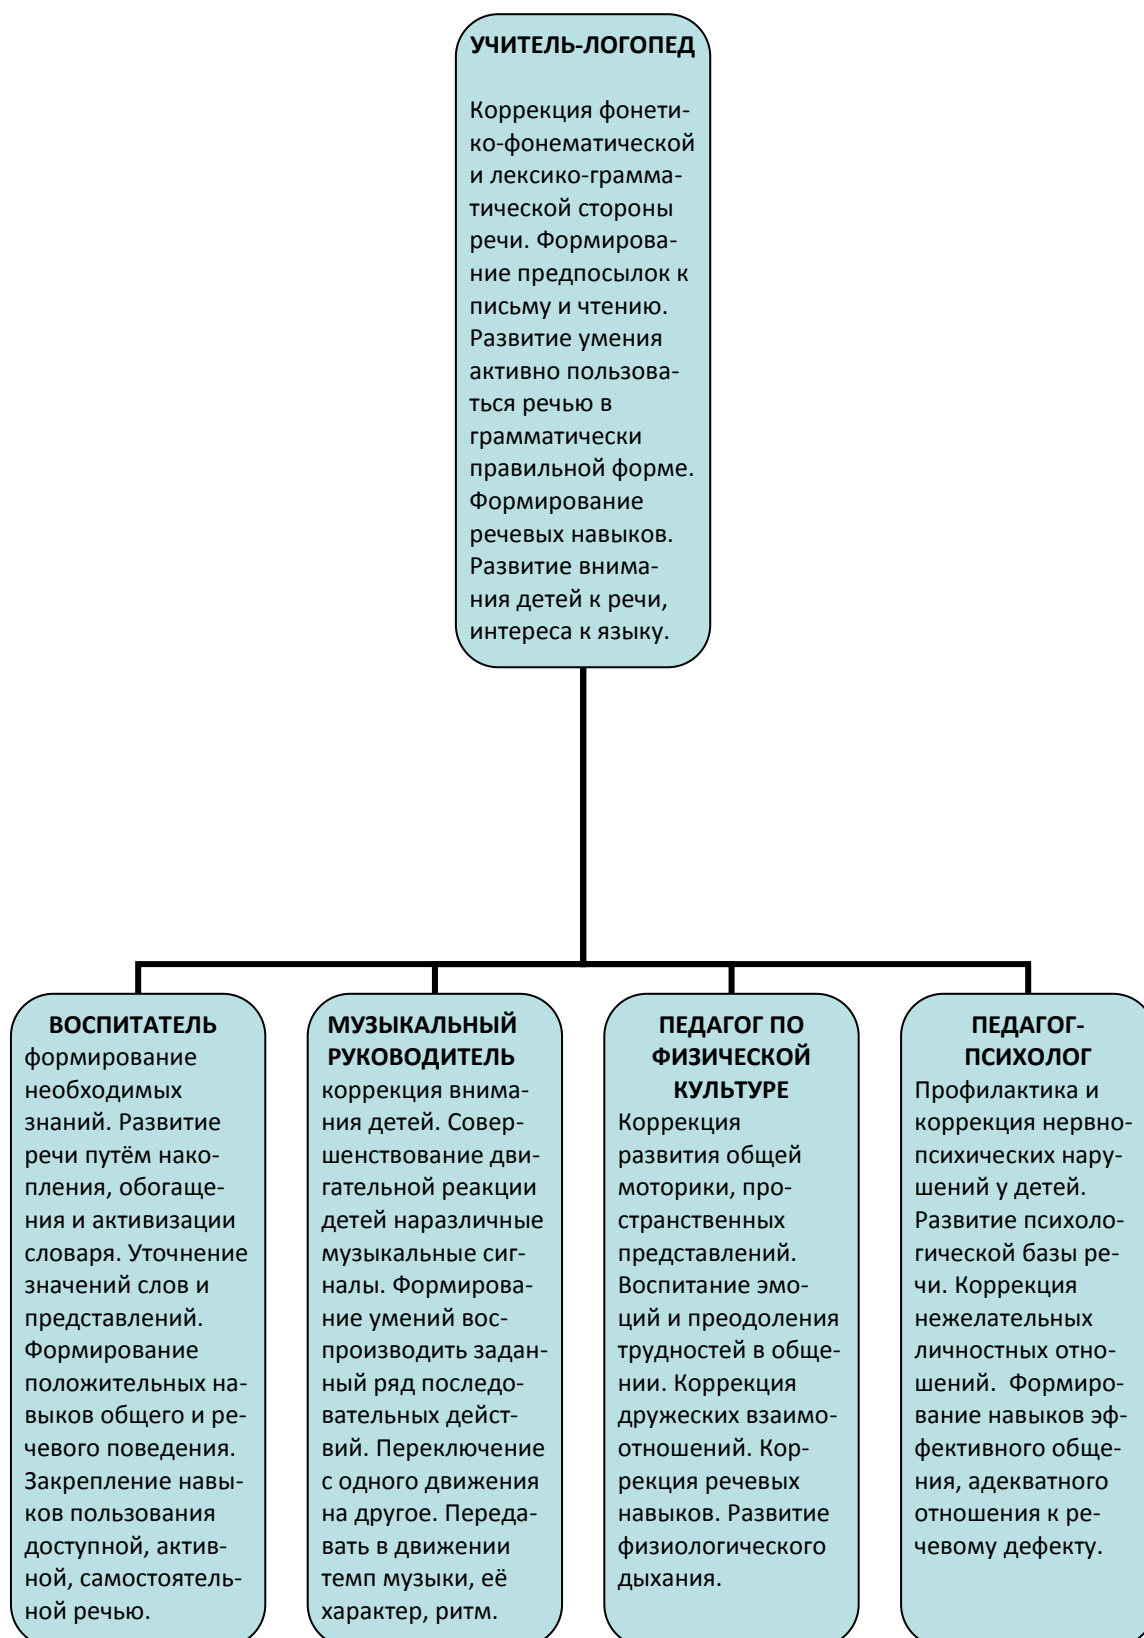 УЧИТЕЛЬ-ЛОГОПЕД
Коррекция фонети-
ко-фонематической
и лексико-грамма-
тической стороны
речи. Формирова-
ние предпосылок к
письму и чтению.
Развитие умения
активно пользова-
ться речью в
грамматически
правильной форме.
Формирование
речевых навыков.
Развитие внима-
ния детей к речи,
интереса к языку.
ВОСПИТАТЕЛЬ
формирование
необходимых
знаний. Развитие
речи путём нако-
пления, обогаще-
ния и активизации
словаря. Уточнение
значений слов и
представлений.
Формирование
положительных на-
выков общего и ре-
чевого поведения.
Закрепление навы-
ков пользования
доступной, актив-
ной, самостоятель-
ной речью.
МУЗЫКАЛЬНЫЙ
РУКОВОДИТЕЛЬ
коррекция внима-
ния детей. Совер-
шенствование дви-
гательной реакции
детей наразличные
музыкальные сиг-
налы. Формирова-
ние умений вос-
производить задан-
ный ряд последо-
вательных дейст-
вий. Переключение
с одного движения
на другое. Переда-
вать в движении
темп музыки, её
характер, ритм.
ПЕДАГОГ ПО
ФИЗИЧЕСКОЙ
КУЛЬТУРЕ
Коррекция
развития общей
моторики, про-
странственных
представлений.
Воспитание эмо-
ций и преодоления
трудностей в обще-
нии. Коррекция
дружеских взаимо-
отношений. Кор-
рекция речевых
навыков. Развитие
физиологического
дыхания.
ПЕДАГОГ-
ПСИХОЛОГ
Профилактика и
коррекция нервно-
психических нару-
шений у детей.
Развитие психоло-
гической базы ре-
чи. Коррекция
нежелательных
личностных отно-
шений. Формиро-
вание навыков эф-
фективного обще-
ния, адекватного
отношения к ре-
чевому дефекту.